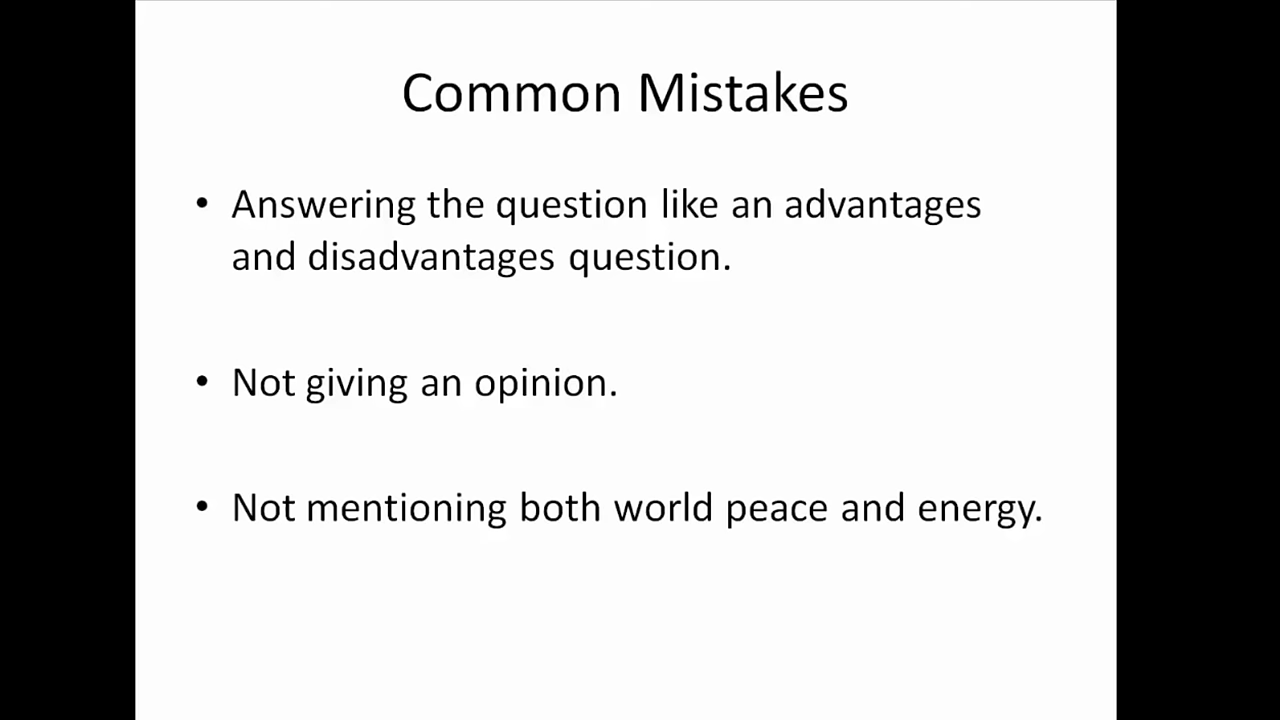 Common Mistakes
• Answering the question like an advantages
and disadvantages question.
• Not giving an opinion.
• Not mentioning both world peace and energy.